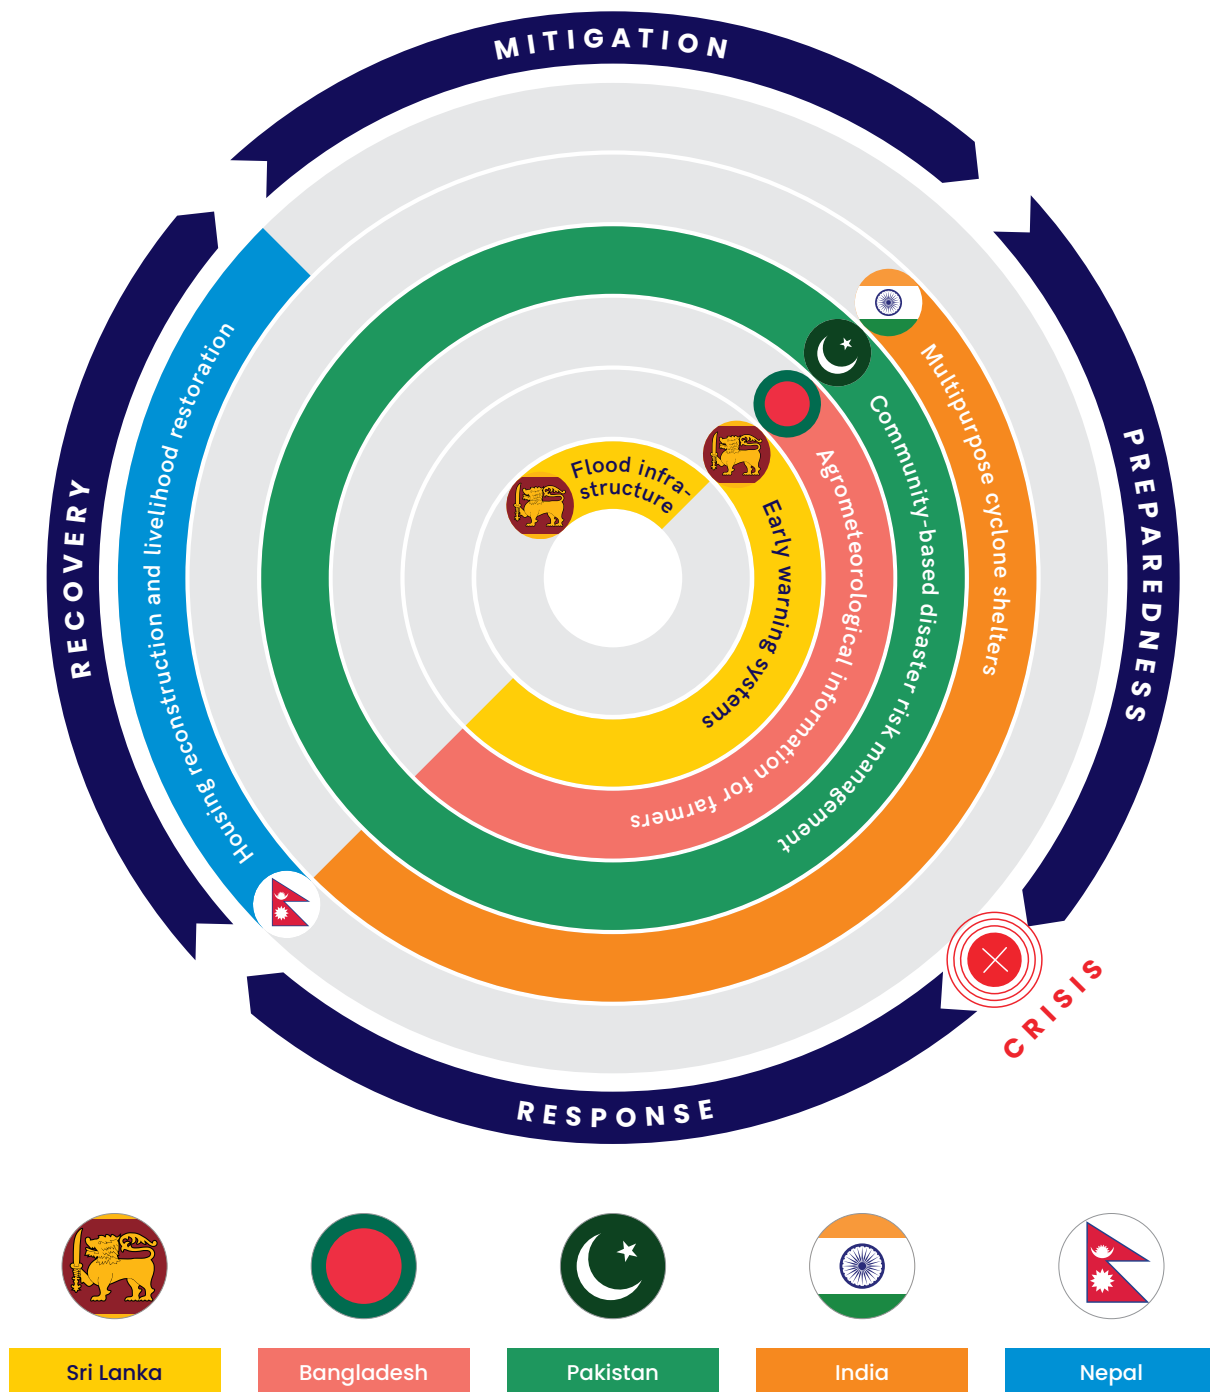 MITIGATION
PREPAREDNESS
CRISIS
RESPONSE
RECOVERY
Housing reconstruction and livelihood restoration
Multipurpose cyclone shelters
Community-based disaster risk management
Agrometeorological information for farmers
Early warning systems
Flood infra-
structure
Sri Lanka
Bangladesh
Pakistan
India
Nepal